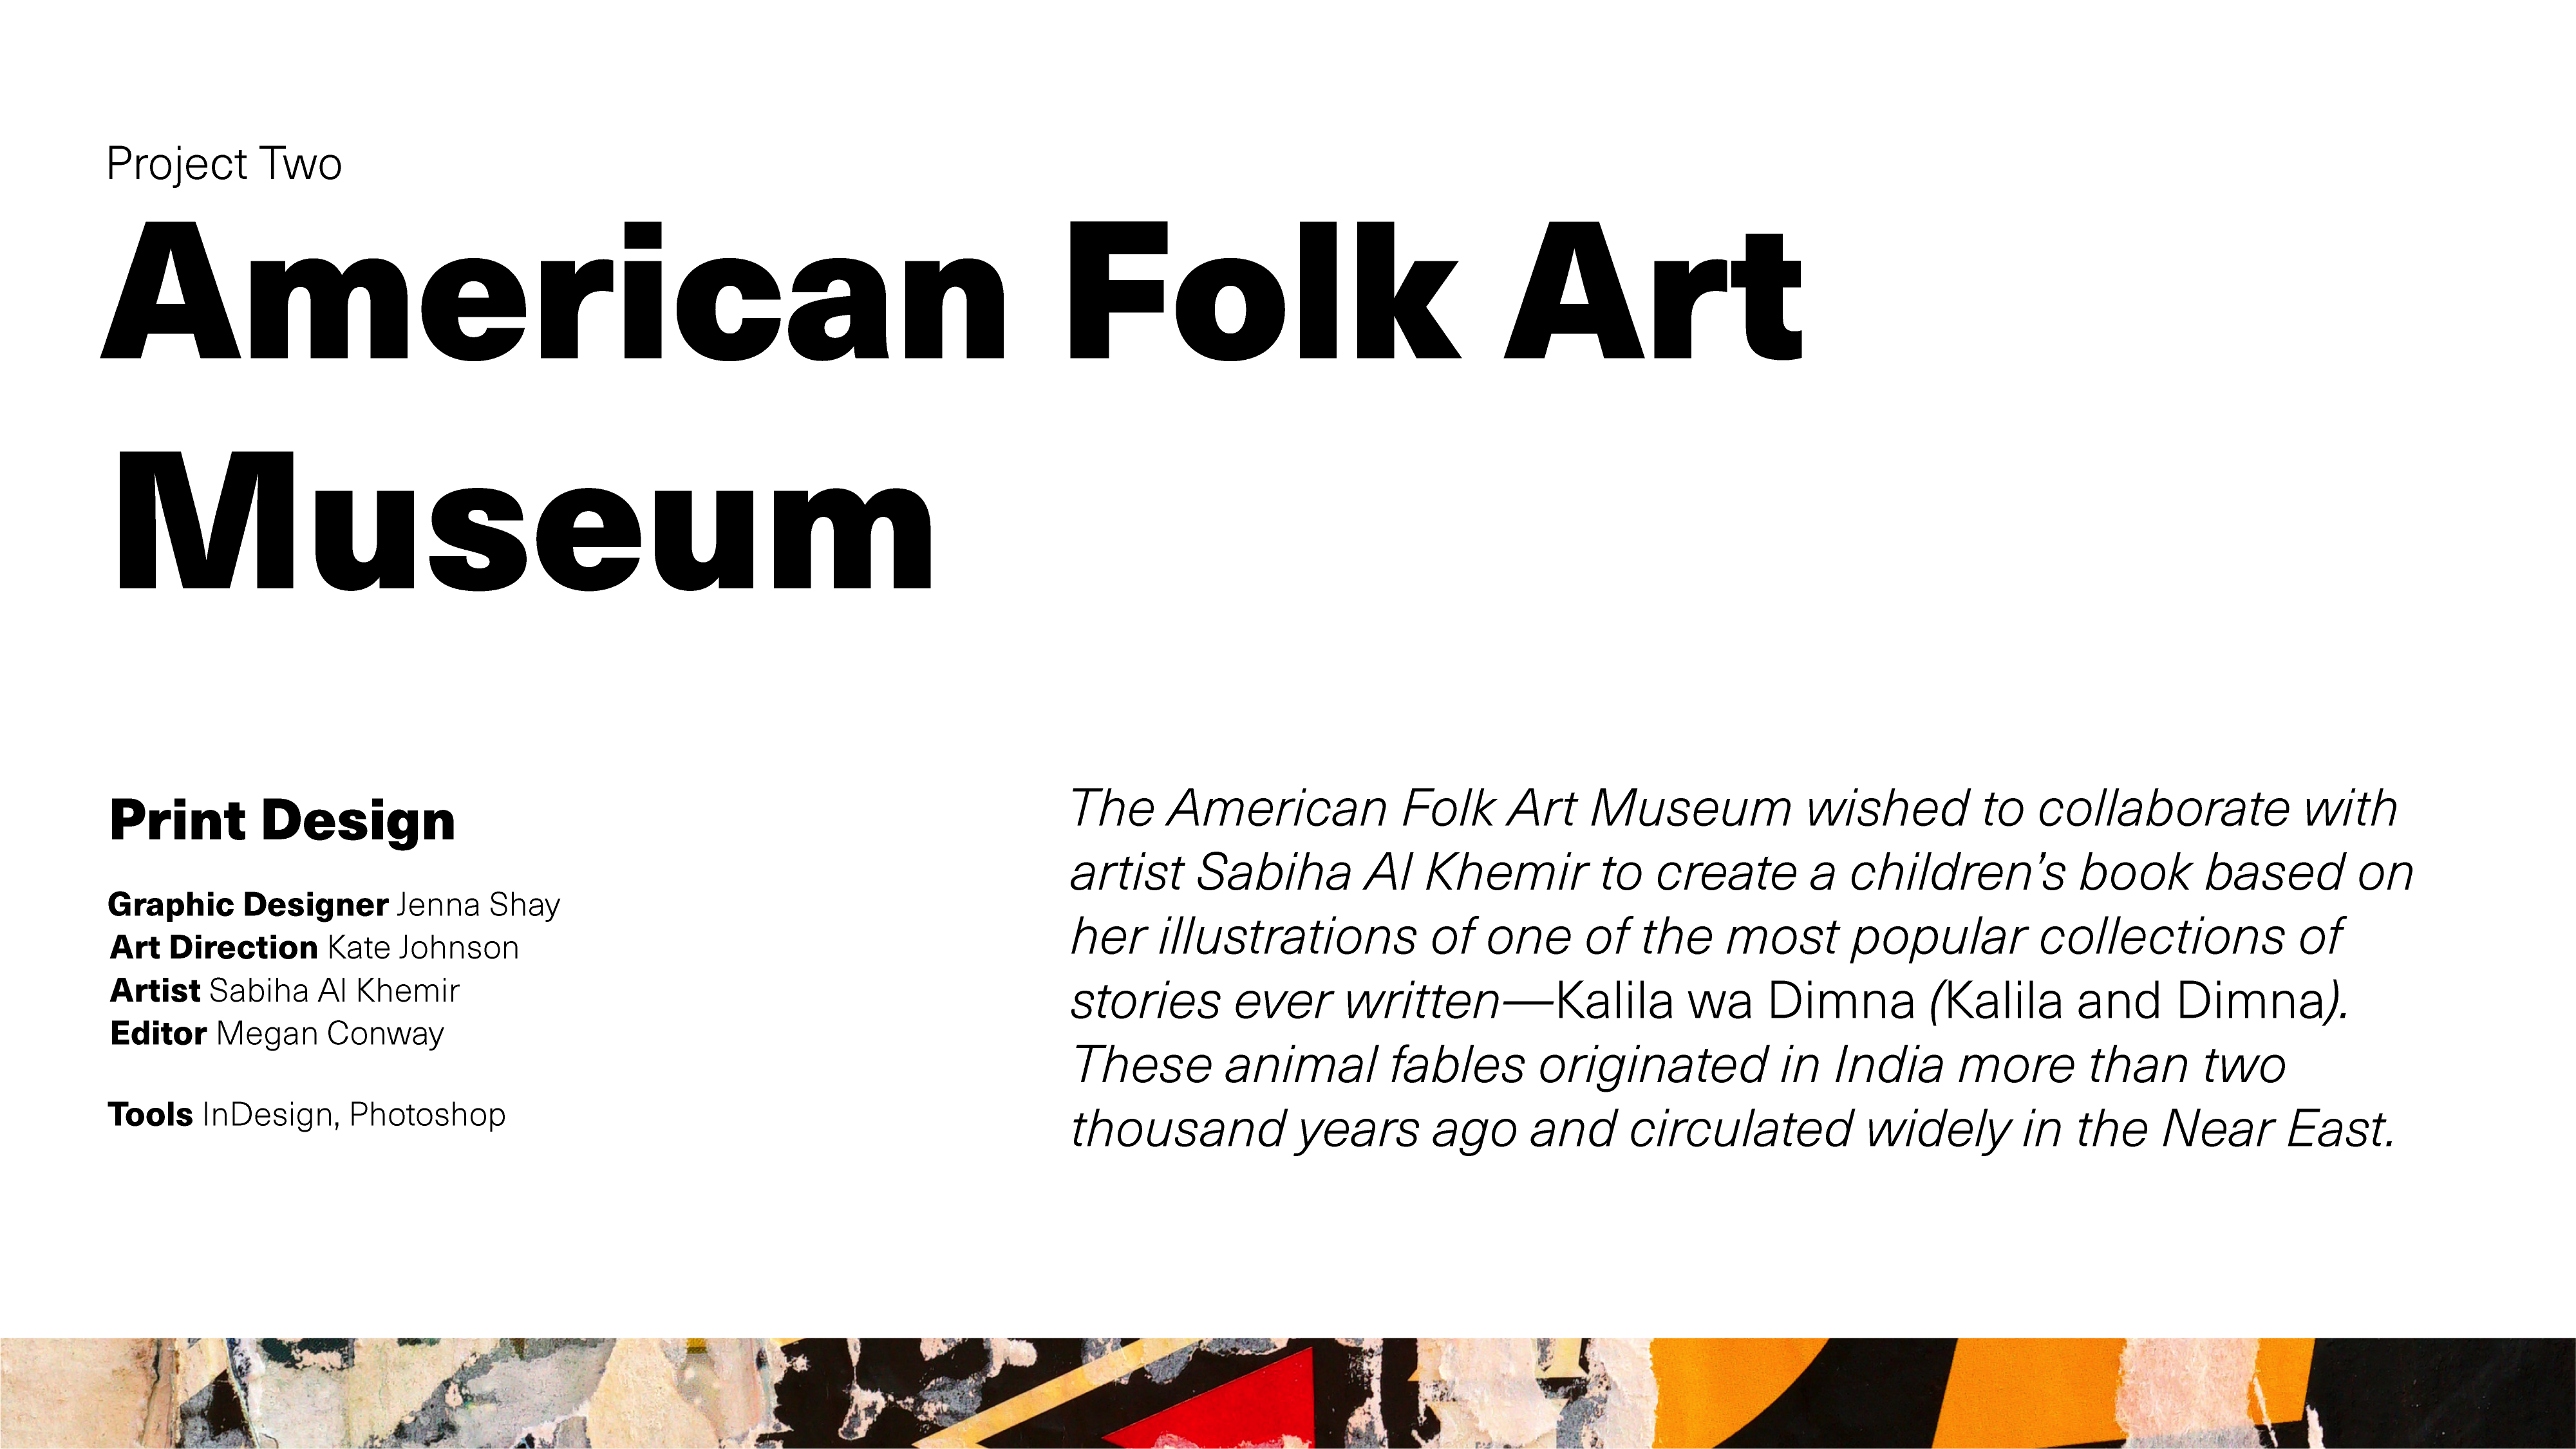 Project Two
American Folk Art
Museum
Print Design
Graphic Designer Jenna Shay
Art Direction Kate Johnson
Artist Sabiha Al Khemir
Editor Megan Conway
Tools InDesign, Photoshop
The American Folk Art Museum wished to collaborate with
artist Sabiha Al Khemir to create a children’s book based on
her illustrations of one of the most popular collections of
stories ever written—Kalila wa Dimna (Kalila and Dimna).
These animal fables originated in India more than two
thousand years ago and circulated widely in the Near East.